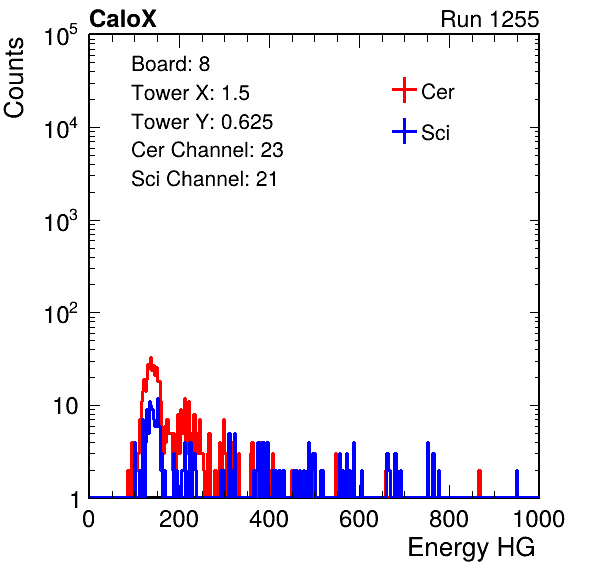 CaloX Run 1255
Counts
Board: 8
Tower X: 1.5
Tower Y: 0.625
Cer Channel: 23
Sci Channel: 21
Cer
Sci
10^5
10^4
10^3
10^2
10
1
0 200 400 600 800 1000
Energy HG